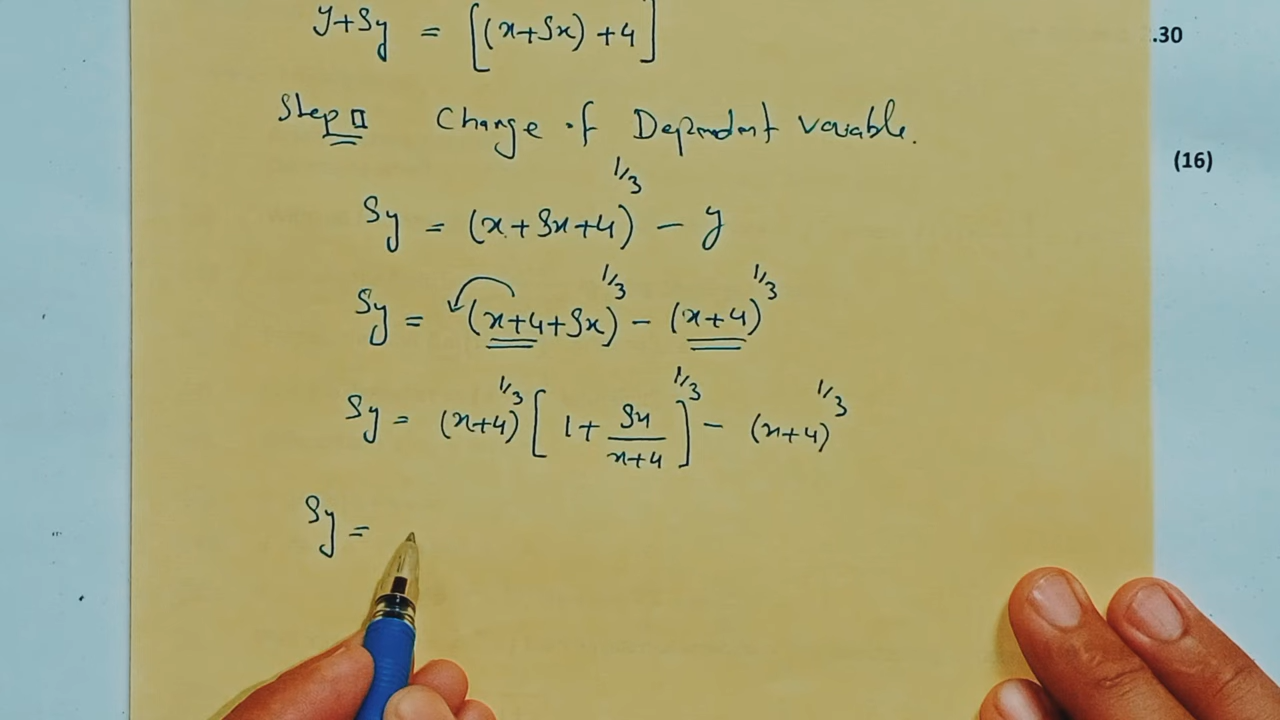 y+δy = [(x+δx)+4]
.30
Step II Change of Dependent Variable.
(16)
δy = (x+δx+4)^1/3 - y
δy = (x+4+δx)^1/3 - (x+4)^1/3
δy = (x+4)^1/3 [1+ δx/x+4]^1/3 - (x+4)^1/3
δy =